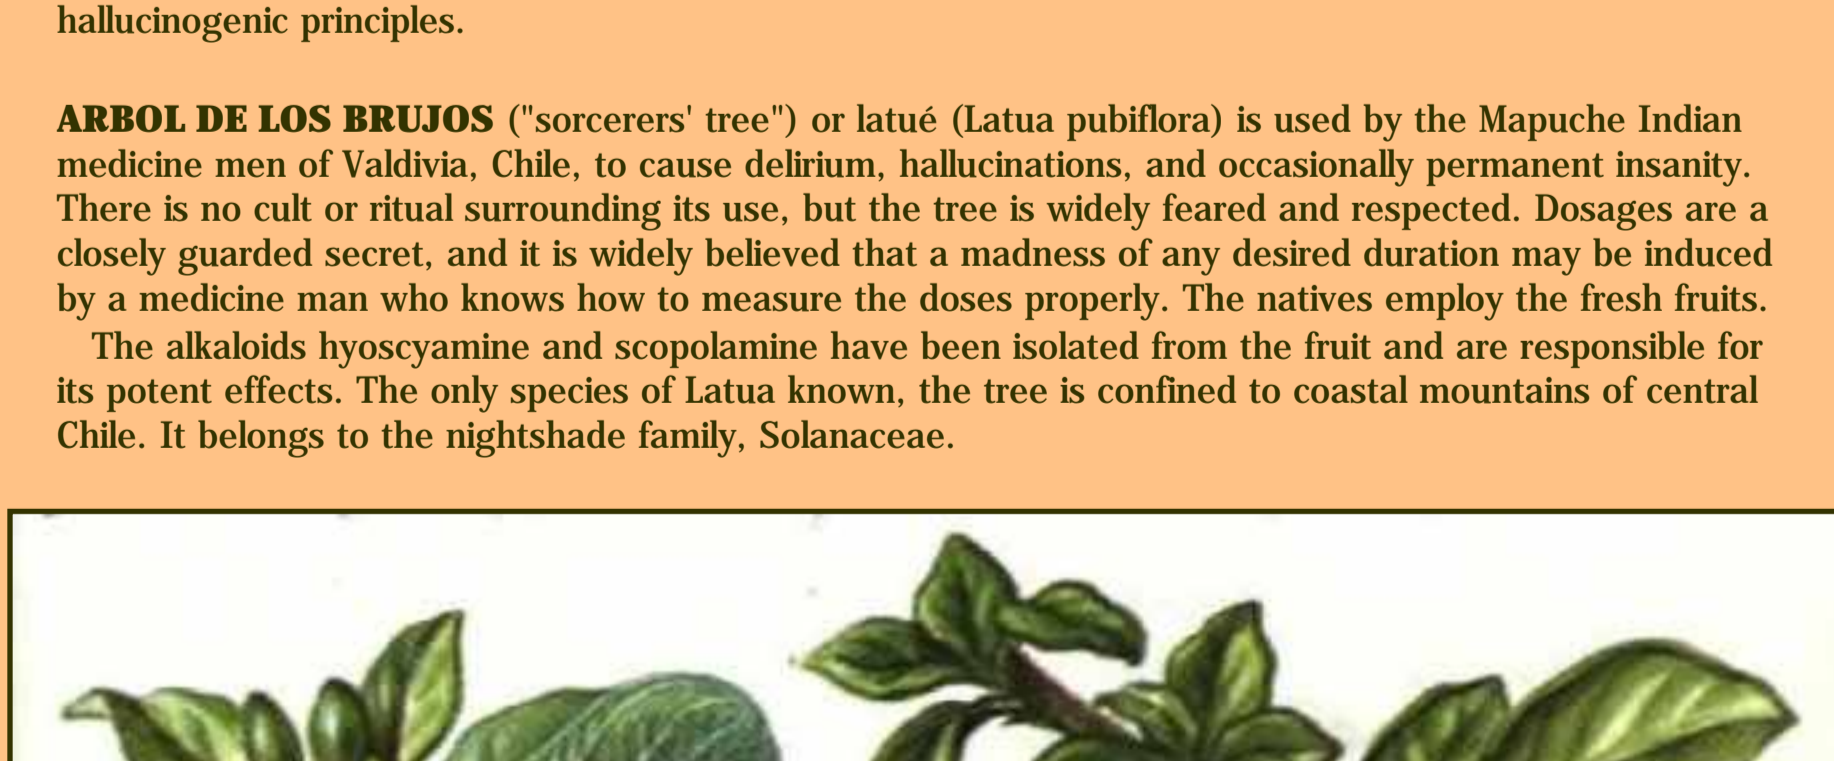 hallucinogenic principles.
ARBOL DE LOS BRUJOS ("sorcerers' tree") or latué (Latua pubiflora) is used by the Mapuche Indian
medicine men of Valdivia, Chile, to cause delirium, hallucinations, and occasionally permanent insanity.
There is no cult or ritual surrounding its use, but the tree is widely feared and respected. Dosages are a
closely guarded secret, and it is widely believed that a madness of any desired duration may be induced
by a medicine man who knows how to measure the doses properly. The natives employ the fresh fruits.
The alkaloids hyoscyamine and scopolamine have been isolated from the fruit and are responsible for
its potent effects. The only species of Latua known, the tree is confined to coastal mountains of central
Chile. It belongs to the nightshade family, Solanaceae.